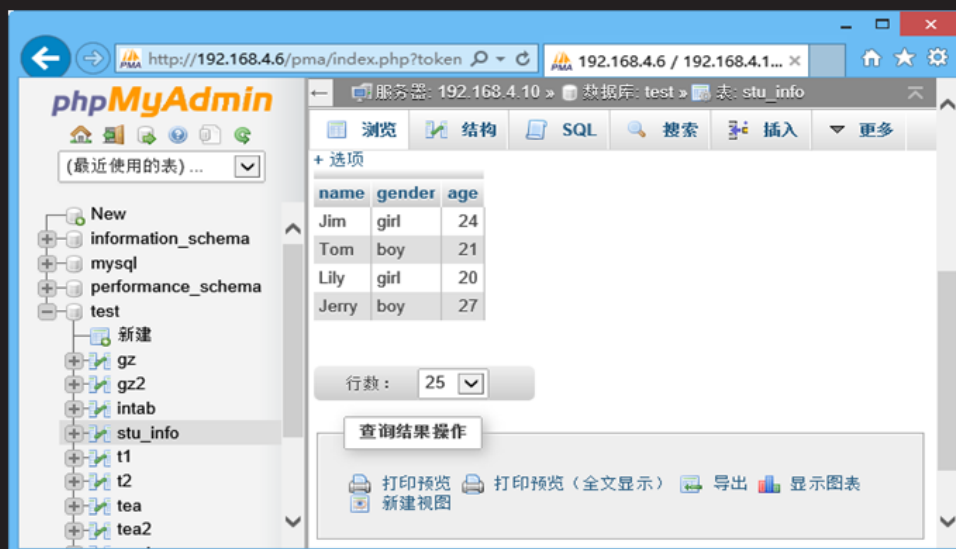 http://192.168.4.6/pma/index.php?token
192.168.4.6 / 192.168.4.1...
phpMyAdmin
(最近使用的表) ...
New
information_schema
mysql
performance_schema
test
新建
gz
gz2
intab
stu_info
t1
t2
tea
tea2
服务器: 192.168.4.10 » 数据库: test » 表: stu_info
浏览 结构 SQL 搜索 插入 更多
+ 选项
name gender age
Jim girl 24
Tom boy 21
Lily girl 20
Jerry boy 27
行数: 25
查询结果操作
打印预览 打印预览（全文显示） 导出 显示图表
新建视图